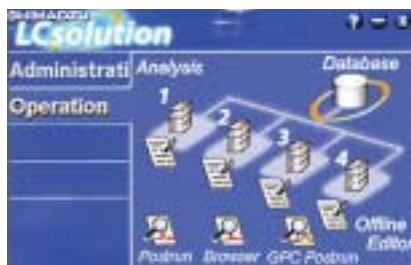 SHIMADZU
LCsolution
? – x
Administrati
Operation
Analysis
Database
1
2
3
4
Offline
Editor
Postrun Browser GPC Postrun